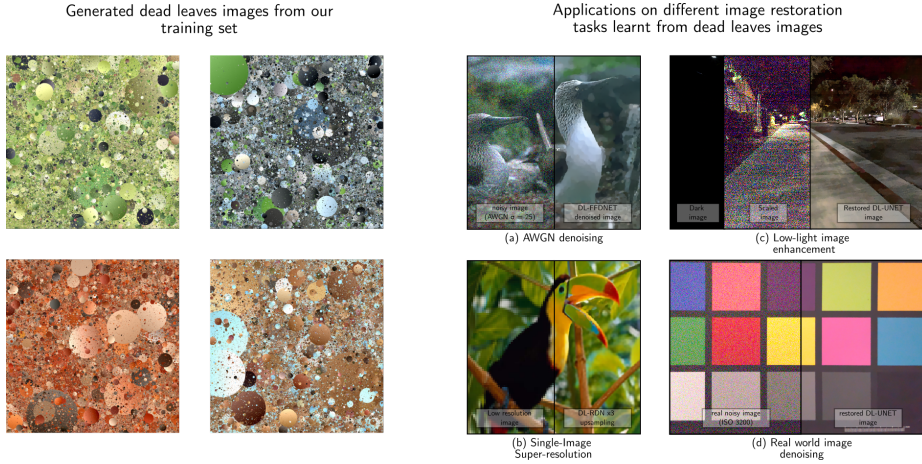 Generated dead leaves images from our
training set
Applications on different image restoration
tasks learnt from dead leaves images
noisy image
(AWGN σ = 25)
DL-FFDNET
denoised image
(a) AWGN denoising
Dark
image
Scaled
image
Restored DL-UNET
image
(c) Low-light image
enhancement
Low resolution
image
DL-RDN x3
upsampling
(b) Single-Image
Super-resolution
real noisy image
(ISO 3200)
restored DL-UNET
image
(d) Real world image
denoising